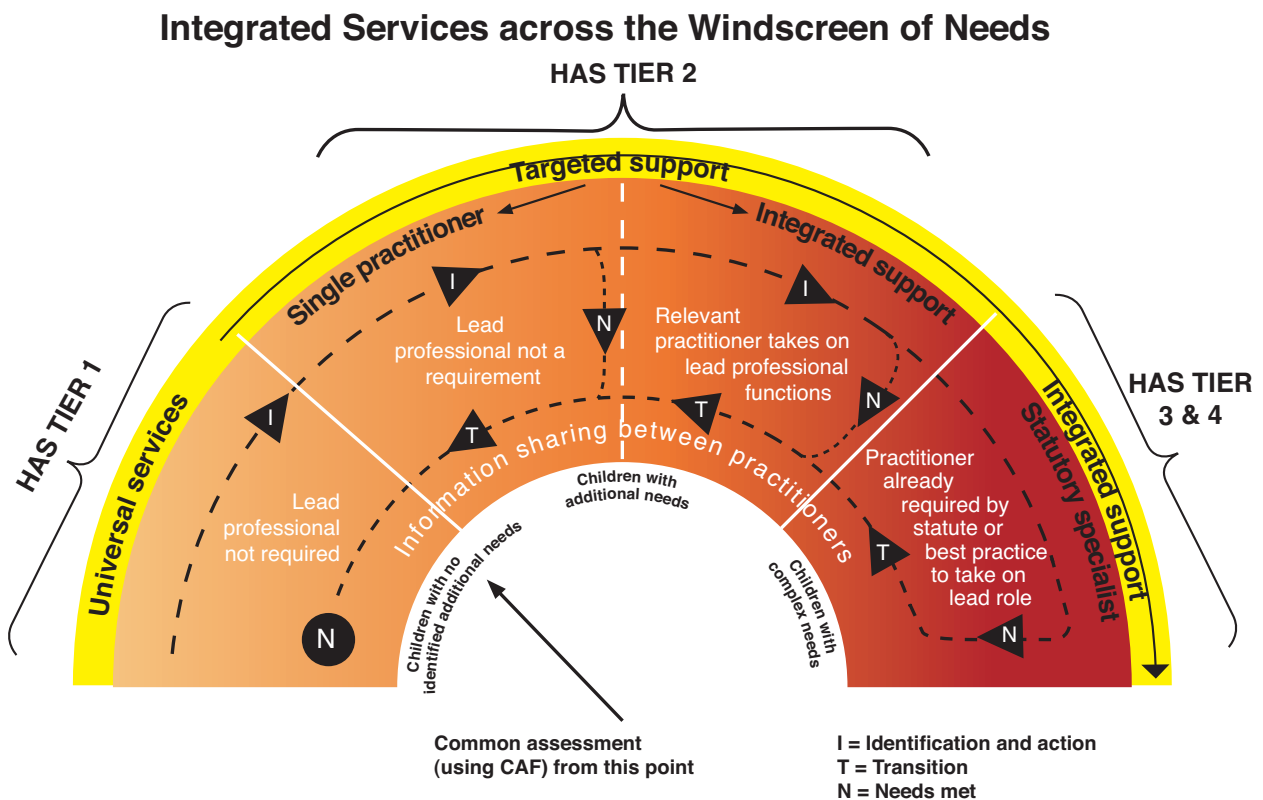 Integrated Services across the Windscreen of Needs
HAS TIER 2
Targeted support
Single practitioner
Integrated support
HAS TIER 1
Universal services
HAS TIER
3 & 4
Integrated support
Statutory specialist
I
I
I
N
N
T
T
T
N
N
Lead
professional not a
requirement
Relevant
practitioner takes on
lead professional
functions
Lead
professional
not required
Practitioner
already
required by
statute or
best practice
to take on
lead role
Information sharing between practitioners
Children with no
identified additional needs
Children with
additional needs
Children with
complex needs
Common assessment
(using CAF) from this point
I = Identification and action
T = Transition
N = Needs met